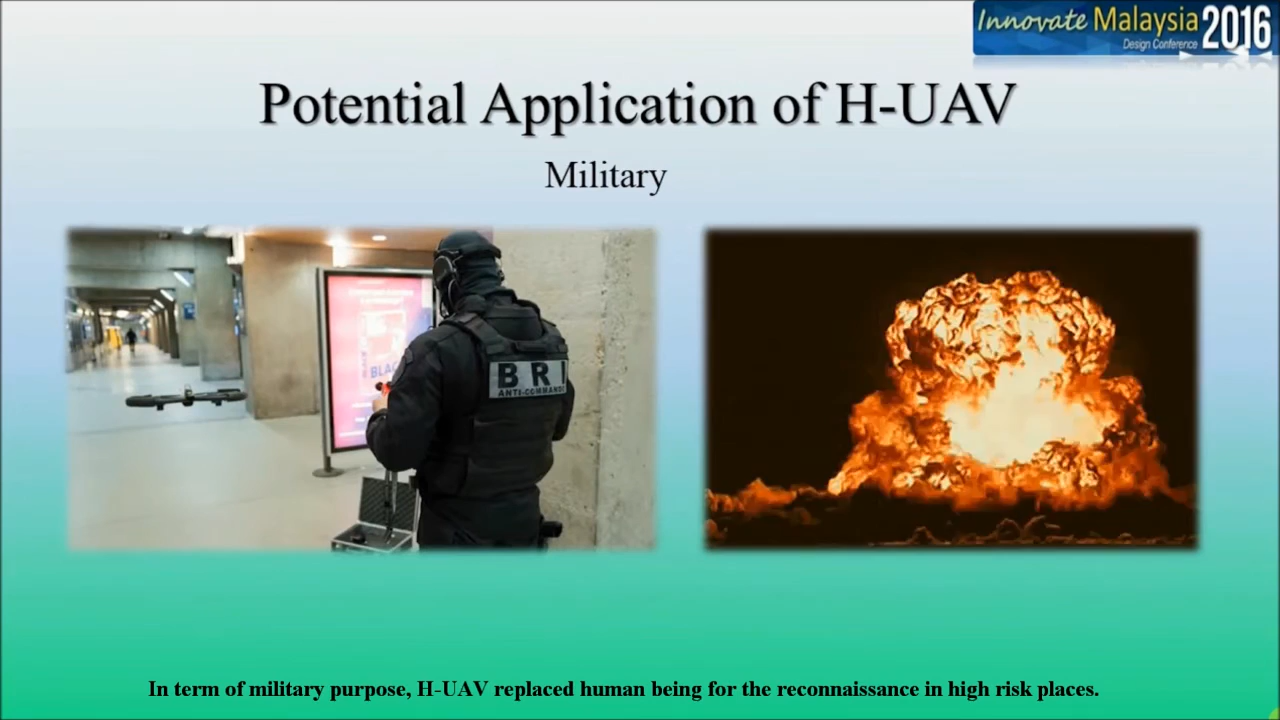 Innovate Malaysia 2016
Design Conference
Potential Application of H-UAV
Military
BRI
ANTI-COMMANDO
In term of military purpose, H-UAV replaced human being for the reconnaissance in high risk places.